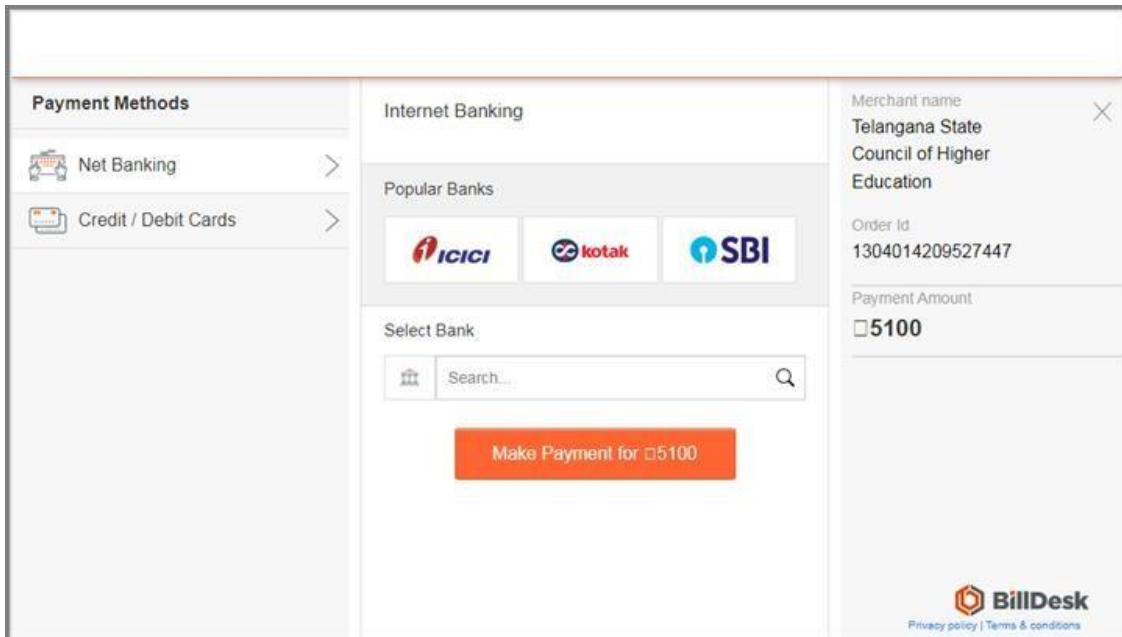 Payment Methods
Net Banking
Credit / Debit Cards
Internet Banking
Popular Banks
ICICI
kotak
SBI
Select Bank
Search...
Make Payment for □5100
Merchant name
Telangana State
Council of Higher
Education
Order Id
1304014209527447
Payment Amount
□5100
BillDesk
Privacy policy | Terms & conditions